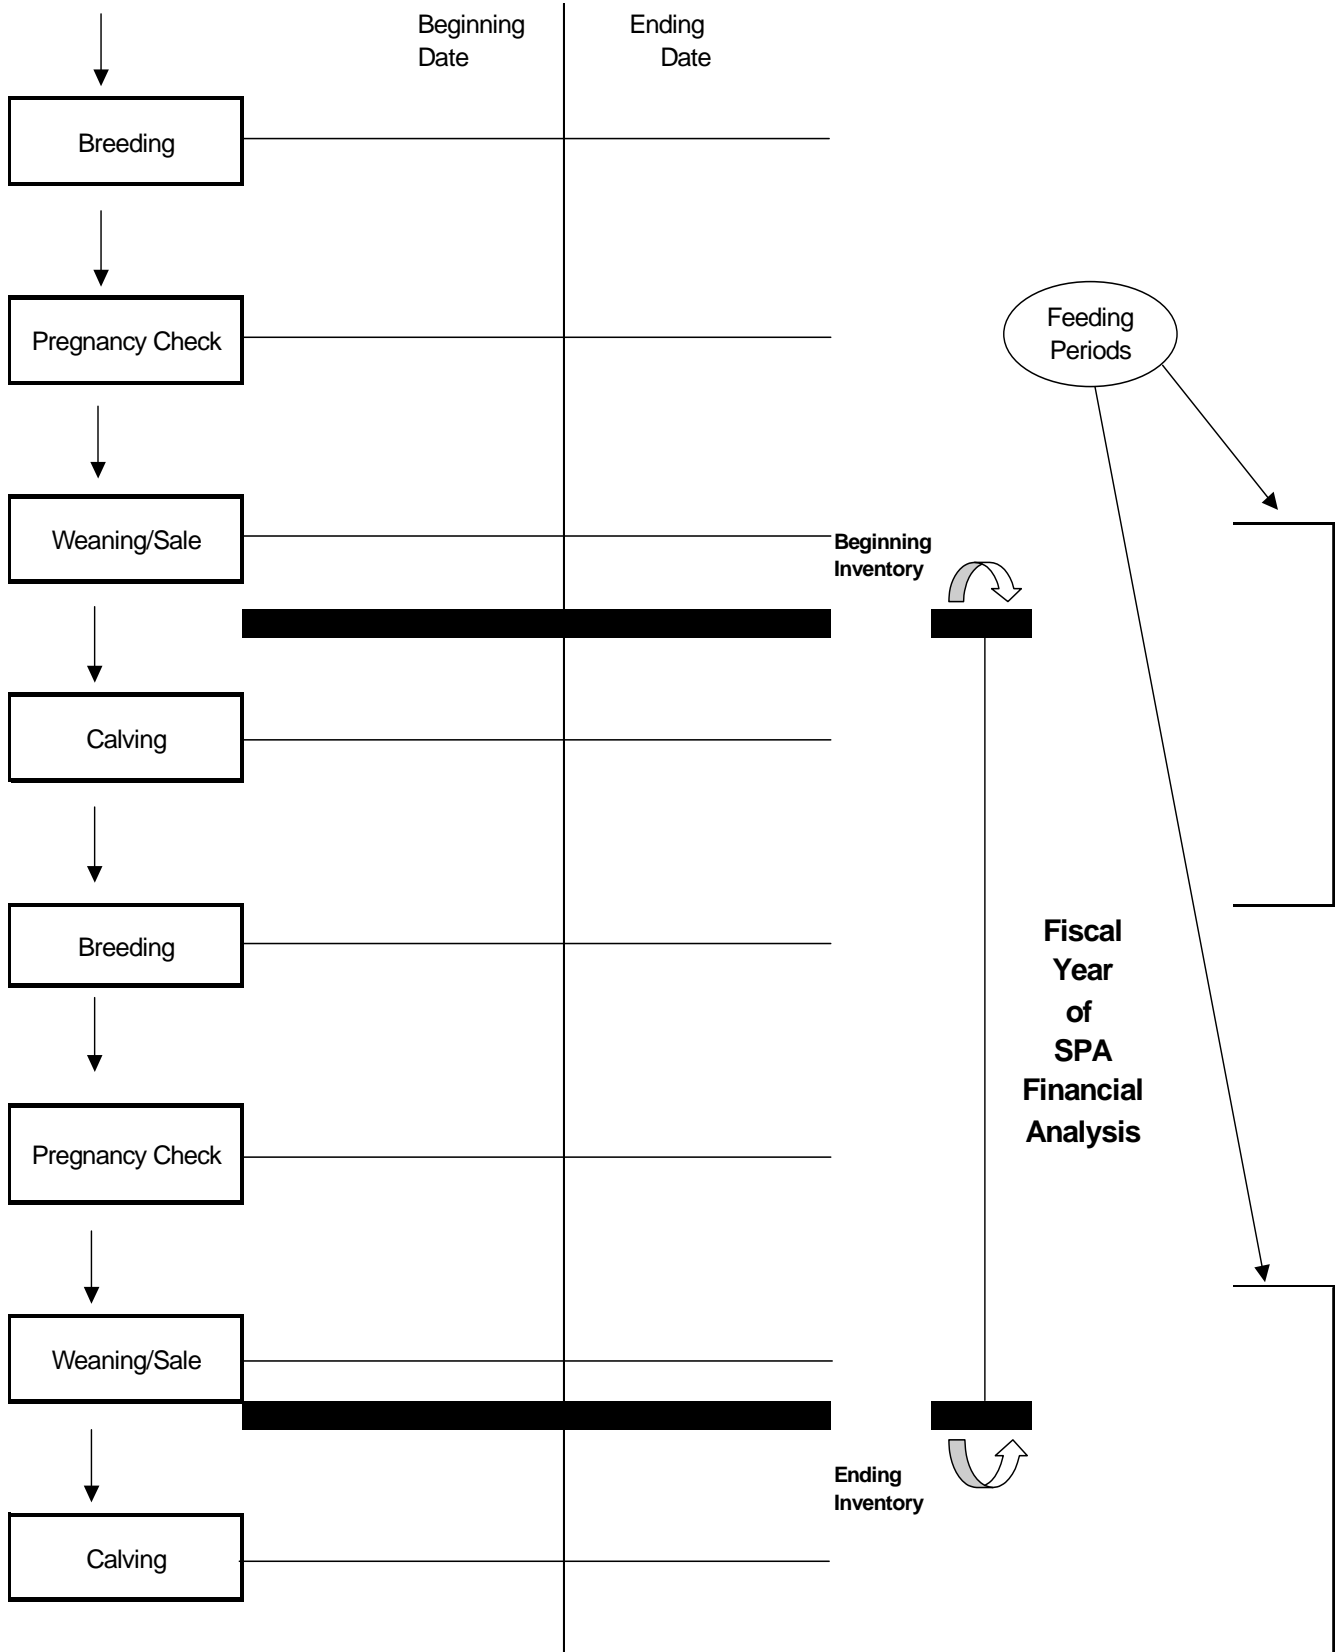 Beginning
Date
Ending
Date
Breeding
Pregnancy Check
Feeding
Periods
Weaning/Sale
Beginning
Inventory
Calving
Breeding
Fiscal
Year
of
SPA
Financial
Analysis
Pregnancy Check
Weaning/Sale
Ending
Inventory
Calving